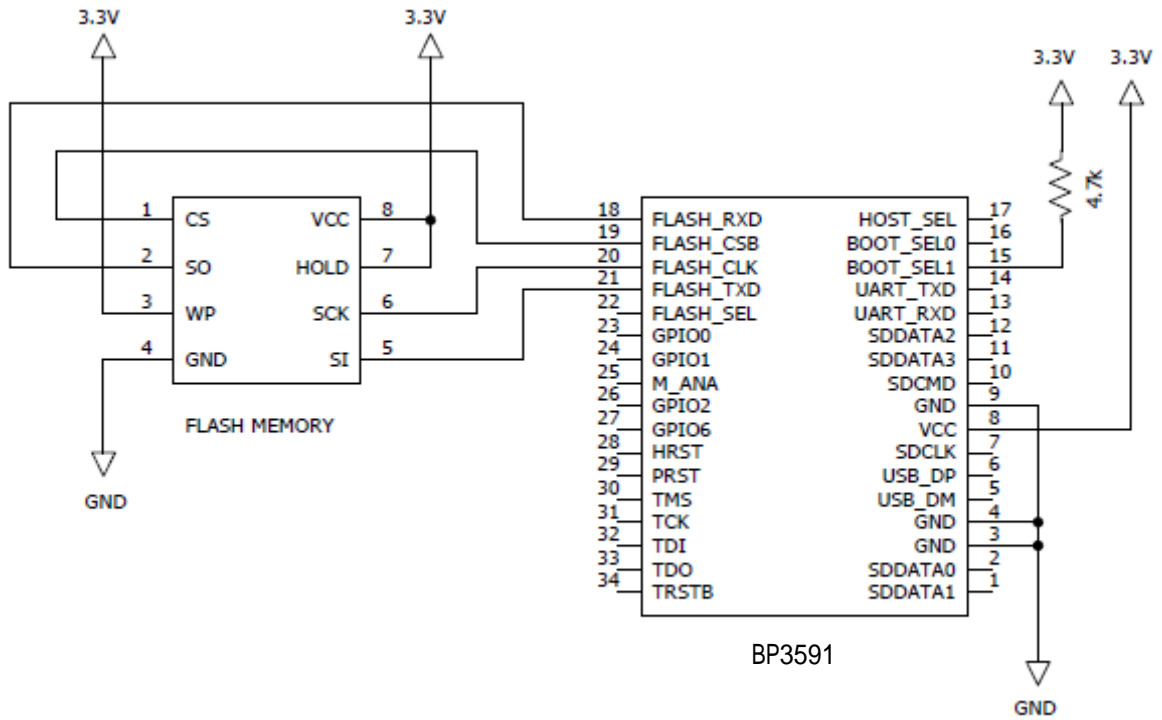 3.3V 3.3V
3.3V 3.3V
4.7k
1 CS VCC 8
2 SO HOLD 7
3 WP SCK 6
4 GND SI 5
FLASH MEMORY
GND
18 FLASH_RXD HOST_SEL 17
19 FLASH_CSB BOOT_SEL0 16
20 FLASH_CLK BOOT_SEL1 15
21 FLASH_TXD UART_TXD 14
22 FLASH_SEL UART_RXD 13
23 GPIO0 SDDATA2 12
24 GPIO1 SDDATA3 11
25 M_ANA SDCMD 10
26 GPIO2 GND 9
27 GPIO6 VCC 8
28 HRST SDCLK 7
29 PRST USB_DP 6
30 TMS USB_DM 5
31 TCK GND 4
32 TDI GND 3
33 TDO SDDATA0 2
34 TRSTB SDDATA1 1
BP3591
GND